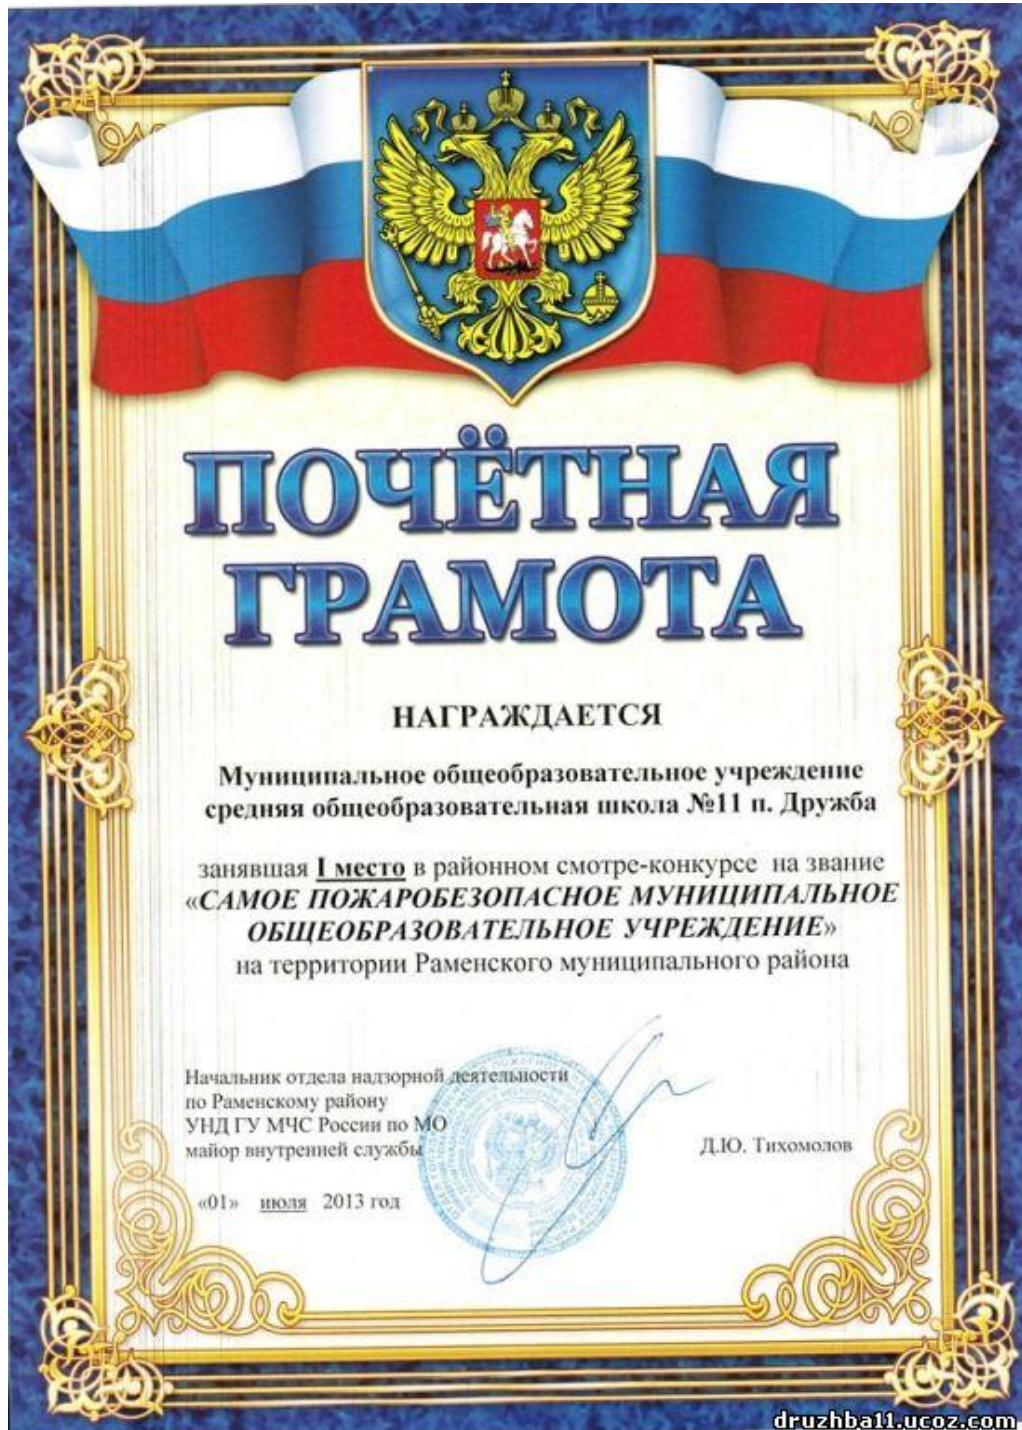 ПОЧЁТНАЯ
ГРАМОТА
НАГРАЖДАЕТСЯ
Муниципальное общеобразовательное учреждение
средняя общеобразовательная школа №11 п. Дружба
занявшая I место в районном смотре-конкурсе на звание
«САМОЕ ПОЖАРОБЕЗОПАСНОЕ МУНИЦИПАЛЬНОЕ
ОБЩЕОБРАЗОВАТЕЛЬНОЕ УЧРЕЖДЕНИЕ»
на территории Раменского муниципального района
Начальник отдела надзорной деятельности
по Раменскому району
УНД ГУ МЧС России по МО
майор внутренней службы
Д.Ю. Тихомолов
«01» июля 2013 год
druzhba11.ucoz.com